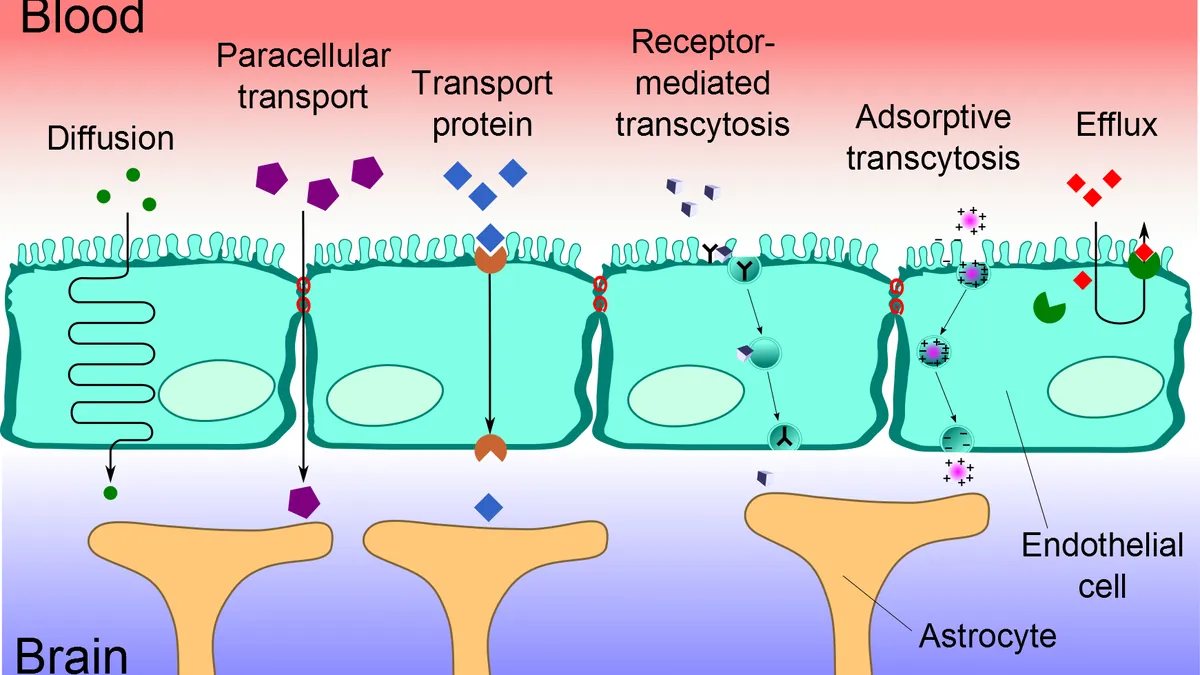 Blood
Paracellular
transport
Receptor-
mediated
transcytosis
Transport
protein
Diffusion
Adsorptive
transcytosis
Efflux
Endothelial
cell
Astrocyte
Brain